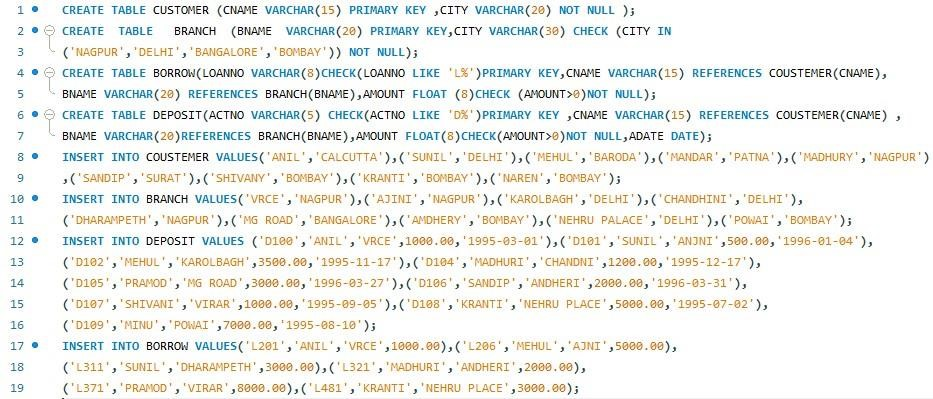 1 CREATE TABLE CUSTOMER (CNAME VARCHAR(15) PRIMARY KEY ,CITY VARCHAR(20) NOT NULL );
2 CREATE TABLE BRANCH (BNAME VARCHAR(20) PRIMARY KEY,CITY VARCHAR(30) CHECK (CITY IN
3 ('NAGPUR','DELHI','BANGALORE','BOMBAY')) NOT NULL);
4 CREATE TABLE BORROW(LOANNO VARCHAR(8)CHECK(LOANNO LIKE 'L%')PRIMARY KEY,CNAME VARCHAR(15) REFERENCES COUSTEMER(CNAME),
5 BNAME VARCHAR(20) REFERENCES BRANCH(BNAME),AMOUNT FLOAT (8)CHECK (AMOUNT>0)NOT NULL);
6 CREATE TABLE DEPOSIT(ACTNO VARCHAR(5) CHECK(ACTNO LIKE 'D%')PRIMARY KEY ,CNAME VARCHAR(15) REFERENCES COUSTEMER(CNAME) ,
7 BNAME VARCHAR(20)REFERENCES BRANCH(BNAME),AMOUNT FLOAT(8)CHECK(AMOUNT>0)NOT NULL,ADATE DATE);
8 INSERT INTO COUSTEMER VALUES('ANIL','CALCUTTA'),('SUNIL','DELHI'),('MEHUL','BARODA'),('MANDAR','PATNA'),('MADHURY','NAGPUR')
9 ,('SANDIP','SURAT'),('SHIVANY','BOMBAY'),('KRANTI','BOMBAY'),('NAREN','BOMBAY');
10 INSERT INTO BRANCH VALUES('VRCE','NAGPUR'),('AJINI','NAGPUR'),('KAROLBAGH','DELHI'),('CHANDHINI','DELHI'),
11 ('DHARAMPETH','NAGPUR'),('MG ROAD','BANGALORE'),('AMDHERY','BOMBAY'),('NEHRU PALACE','DELHI'),('POWAI','BOMBAY');
12 INSERT INTO DEPOSIT VALUES ('D100','ANIL','VRCE',1000.00,'1995-03-01'),('D101','SUNIL','ANJNI',500.00,'1996-01-04'),
13 ('D102','MEHUL','KAROLBAGH',3500.00,'1995-11-17'),('D104','MADHURI','CHANDNI',1200.00,'1995-12-17'),
14 ('D105','PRAMOD','MG ROAD',3000.00,'1996-03-27'),('D106','SANDIP','ANDHERI',2000.00,'1996-03-31'),
15 ('D107','SHIVANI','VIRAR',1000.00,'1995-09-05'),('D108','KRANTI','NEHRU PLACE',5000.00,'1995-07-02'),
16 ('D109','MINU','POWAI',7000.00,'1995-08-10');
17 INSERT INTO BORROW VALUES('L201','ANIL','VRCE',1000.00),('L206','MEHUL','AJNI',5000.00),
18 ('L311','SUNIL','DHARAMPETH',3000.00),('L321','MADHURI','ANDHERI',2000.00),
19 ('L371','PRAMOD','VIRAR',8000.00),('L481','KRANTI','NEHRU PLACE',3000.00);